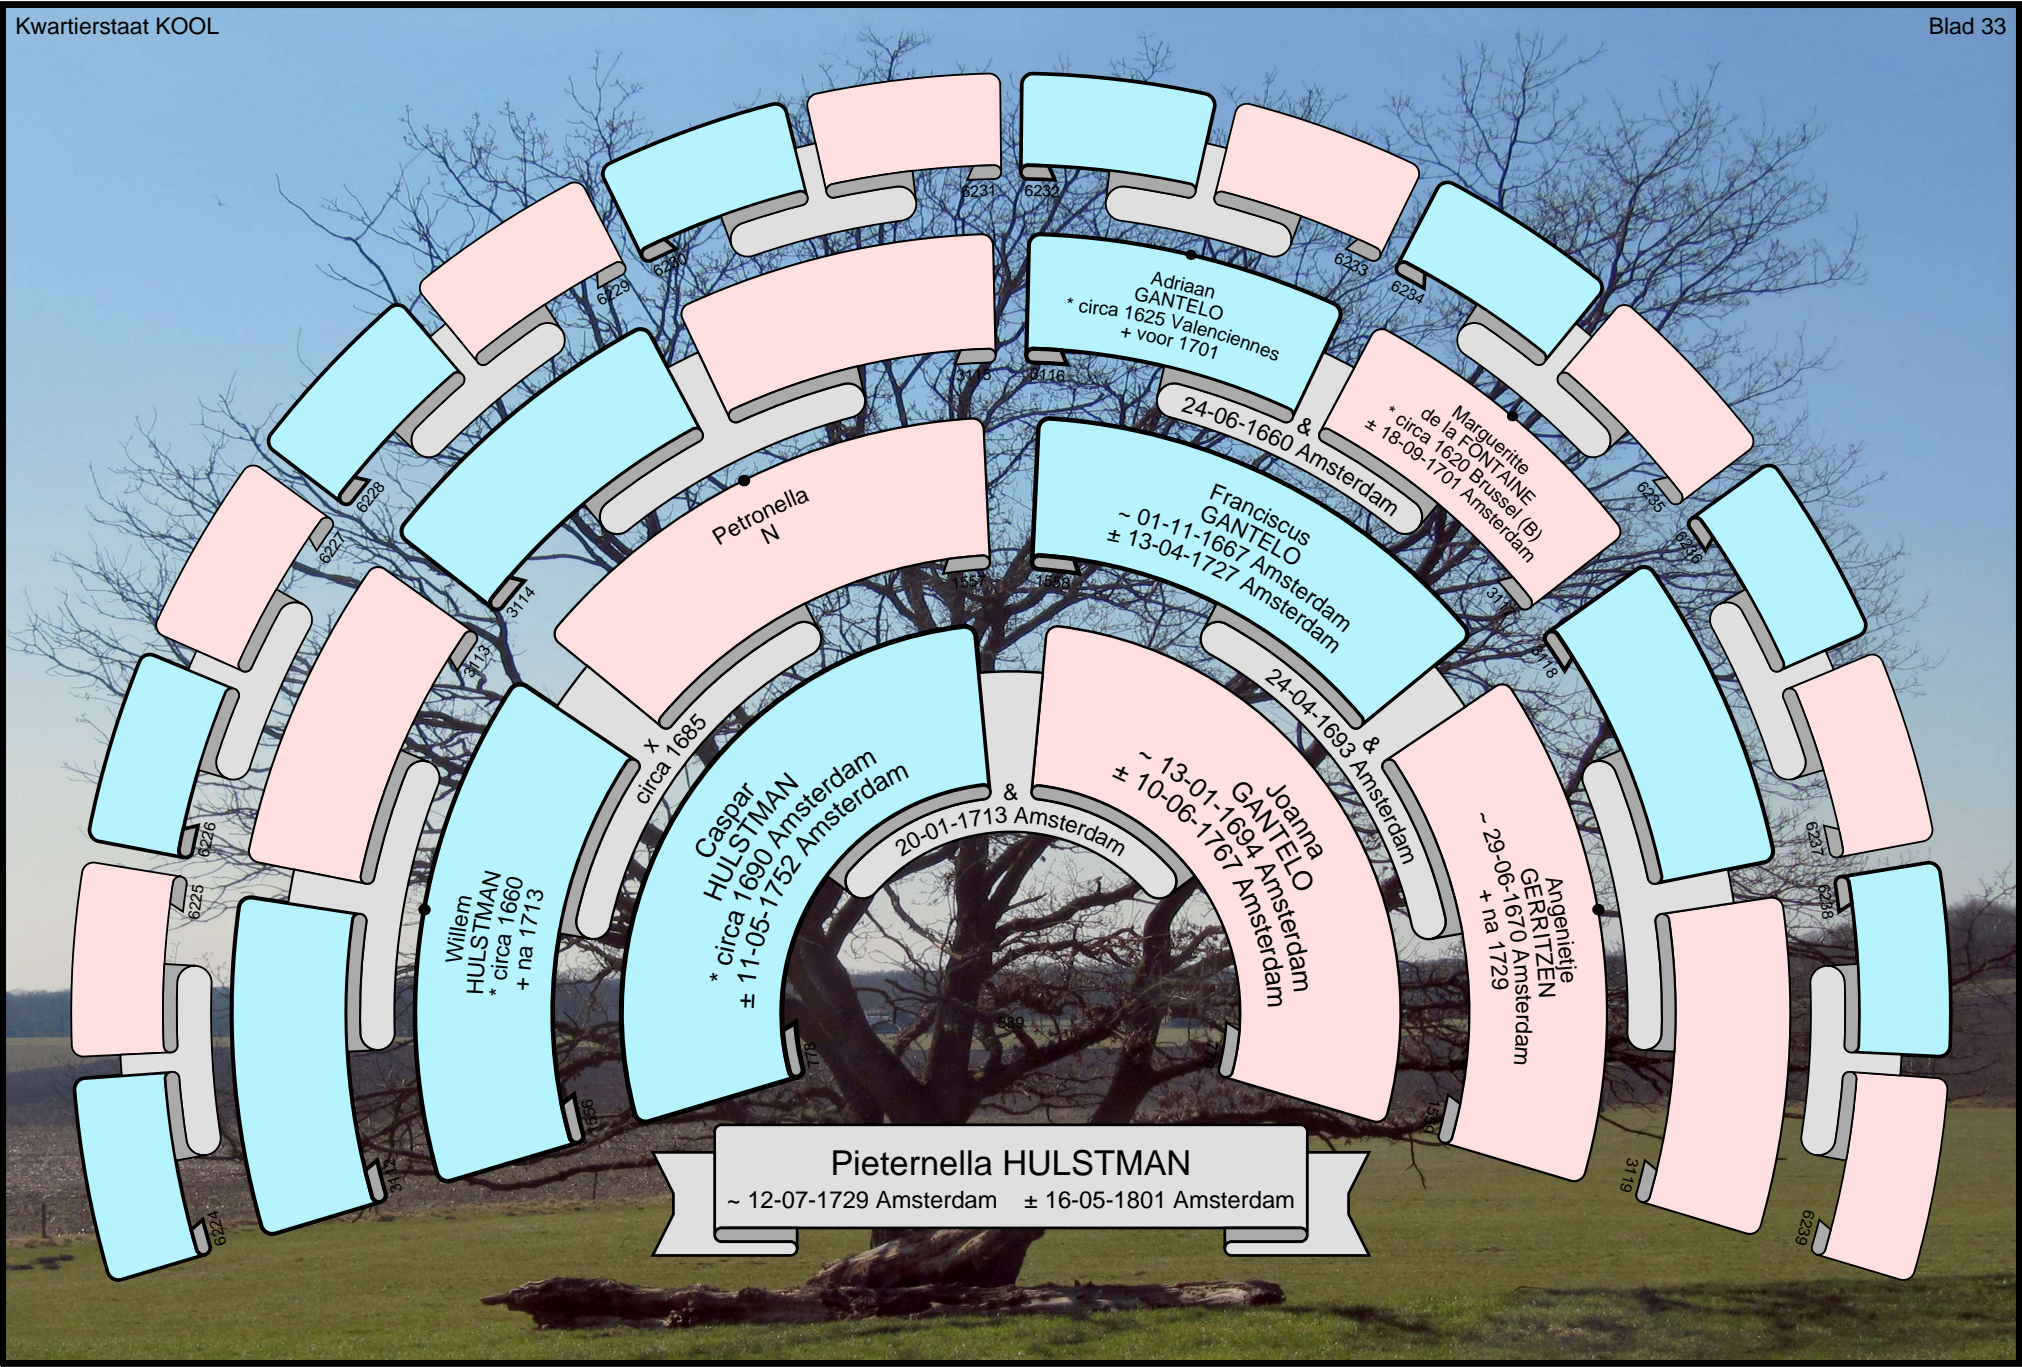 Kwartierstaat KOOL
Blad 33
6231
6232
6230
6233
6229
6234
6228
6235
6227
6236
6226
6237
6225
6238
6224
6239
Adriaan
GANTELO
* circa 1625 Valenciennes
+ voor 1701
3115
3116
&
24-06-1660 Amsterdam
Margueritte
de la FONTAINE
* circa 1620 Brussel (B)
± 18-09-1701 Amsterdam
3117
3114
3113
3118
3112
3119
Petronella
N
1557
Franciscus
GANTELO
~ 01-11-1667 Amsterdam
± 13-04-1727 Amsterdam
1558
x
circa 1685
&
24-04-1693 Amsterdam
Willem
HULSTMAN
* circa 1660
+ na 1713
1556
Angenietje
GERRITZEN
~ 29-06-1670 Amsterdam
+ na 1729
1559
Caspar
HULSTMAN
* circa 1690 Amsterdam
± 11-05-1752 Amsterdam
778
&
20-01-1713 Amsterdam
Joanna
GANTELO
~ 13-01-1694 Amsterdam
± 10-06-1767 Amsterdam
389
Pieternella HULSTMAN
~ 12-07-1729 Amsterdam ± 16-05-1801 Amsterdam